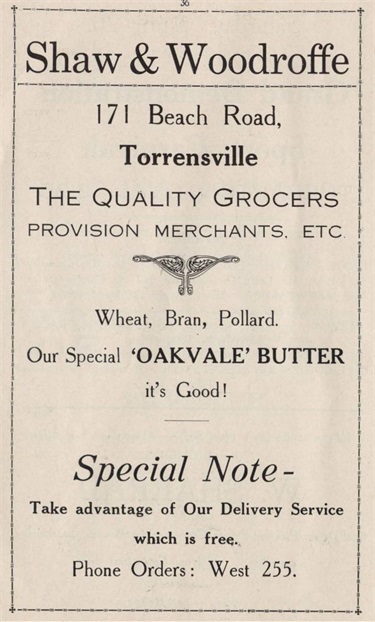 36
Shaw & Woodroffe
171 Beach Road,
Torrensville
THE QUALITY GROCERS
PROVISION MERCHANTS, ETC
Wheat, Bran, Pollard.
Our Special ‘OAKVALE’ BUTTER
it's Good!
Special Note-
Take advantage of Our Delivery Service
which is free.
Phone Orders: West 255.